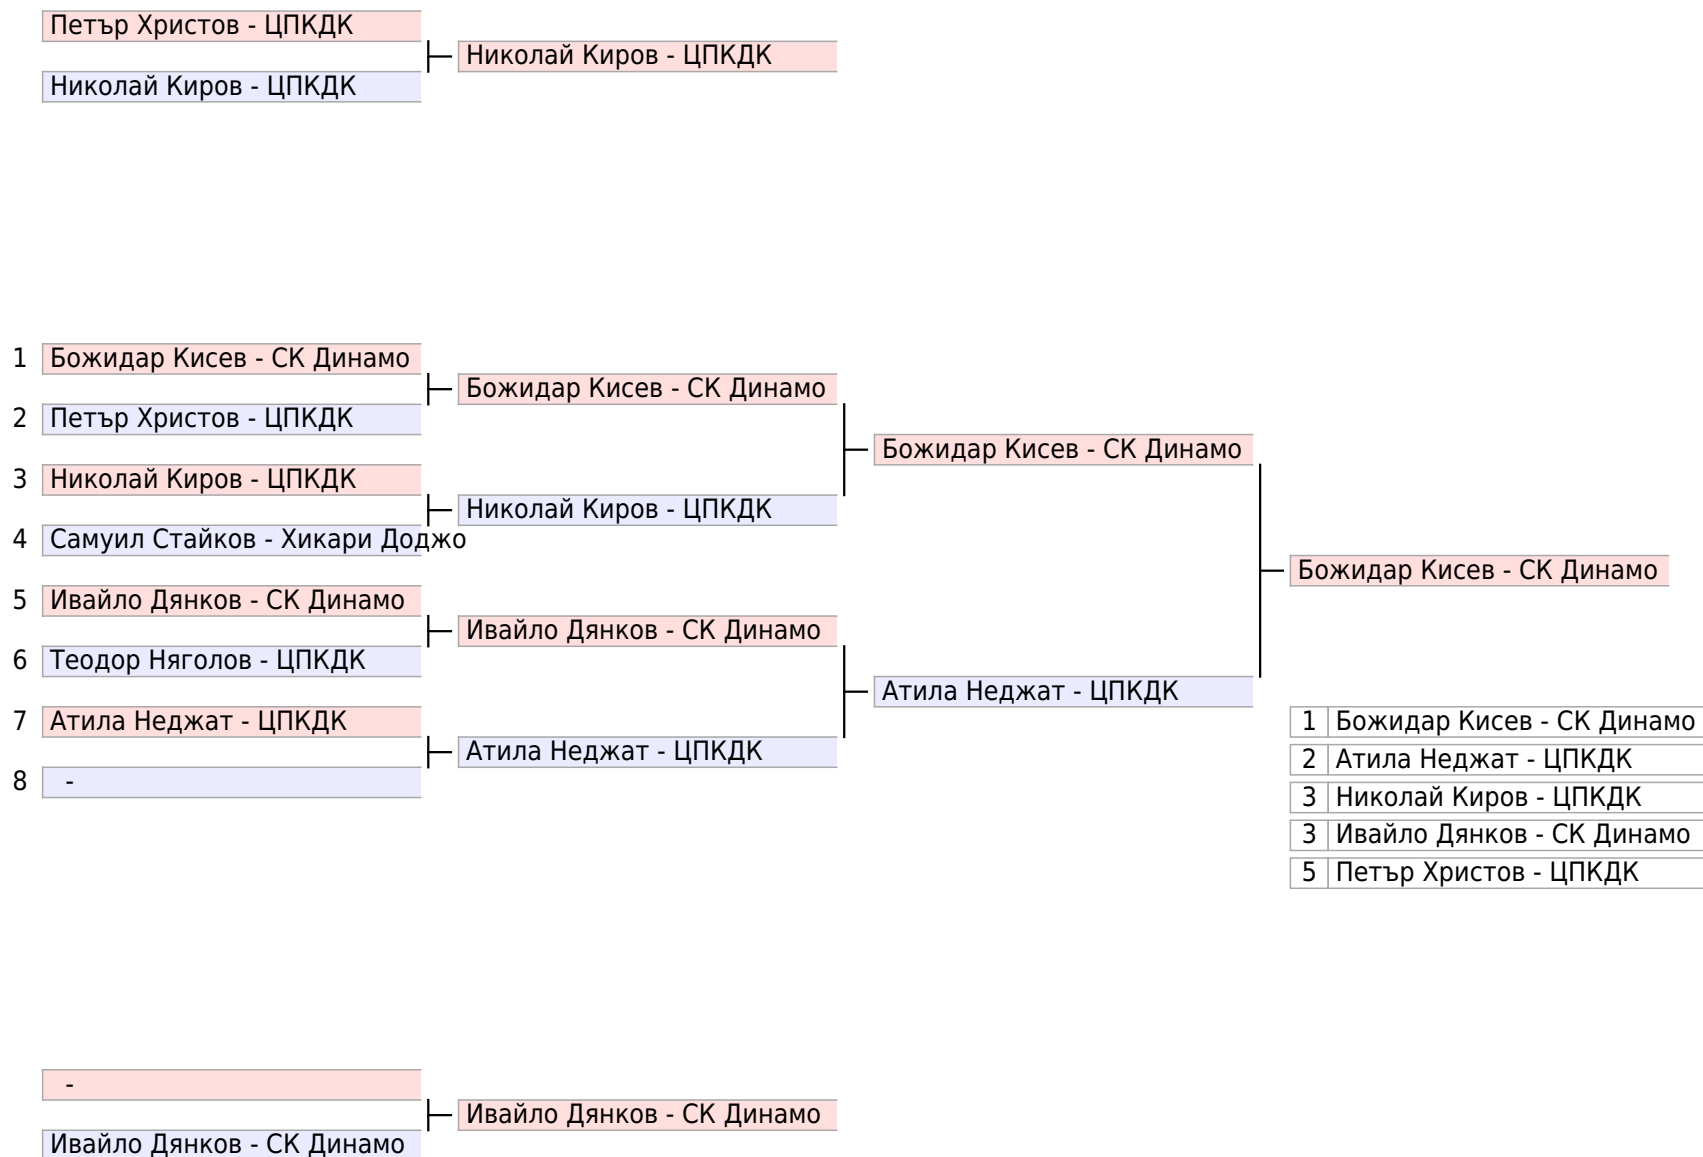 Петър Христов - ЦПКДК
Николай Киров - ЦПКДК
Николай Киров - ЦПКДК
1 Божидар Кисев - СК Динамо
Божидар Кисев - СК Динамо
2 Петър Христов - ЦПКДК
Божидар Кисев - СК Динамо
3 Николай Киров - ЦПКДК
Николай Киров - ЦПКДК
4 Самуил Стайков - Хикари Доджо
Божидар Кисев - СК Динамо
5 Ивайло Дянков - СК Динамо
Ивайло Дянков - СК Динамо
6 Теодор Няголов - ЦПКДК
Атила Неджат - ЦПКДК
7 Атила Неджат - ЦПКДК
Атила Неджат - ЦПКДК
8 -
1 Божидар Кисев - СК Динамо
2 Атила Неджат - ЦПКДК
3 Николай Киров - ЦПКДК
3 Ивайло Дянков - СК Динамо
5 Петър Христов - ЦПКДК
-
Ивайло Дянков - СК Динамо
Ивайло Дянков - СК Динамо